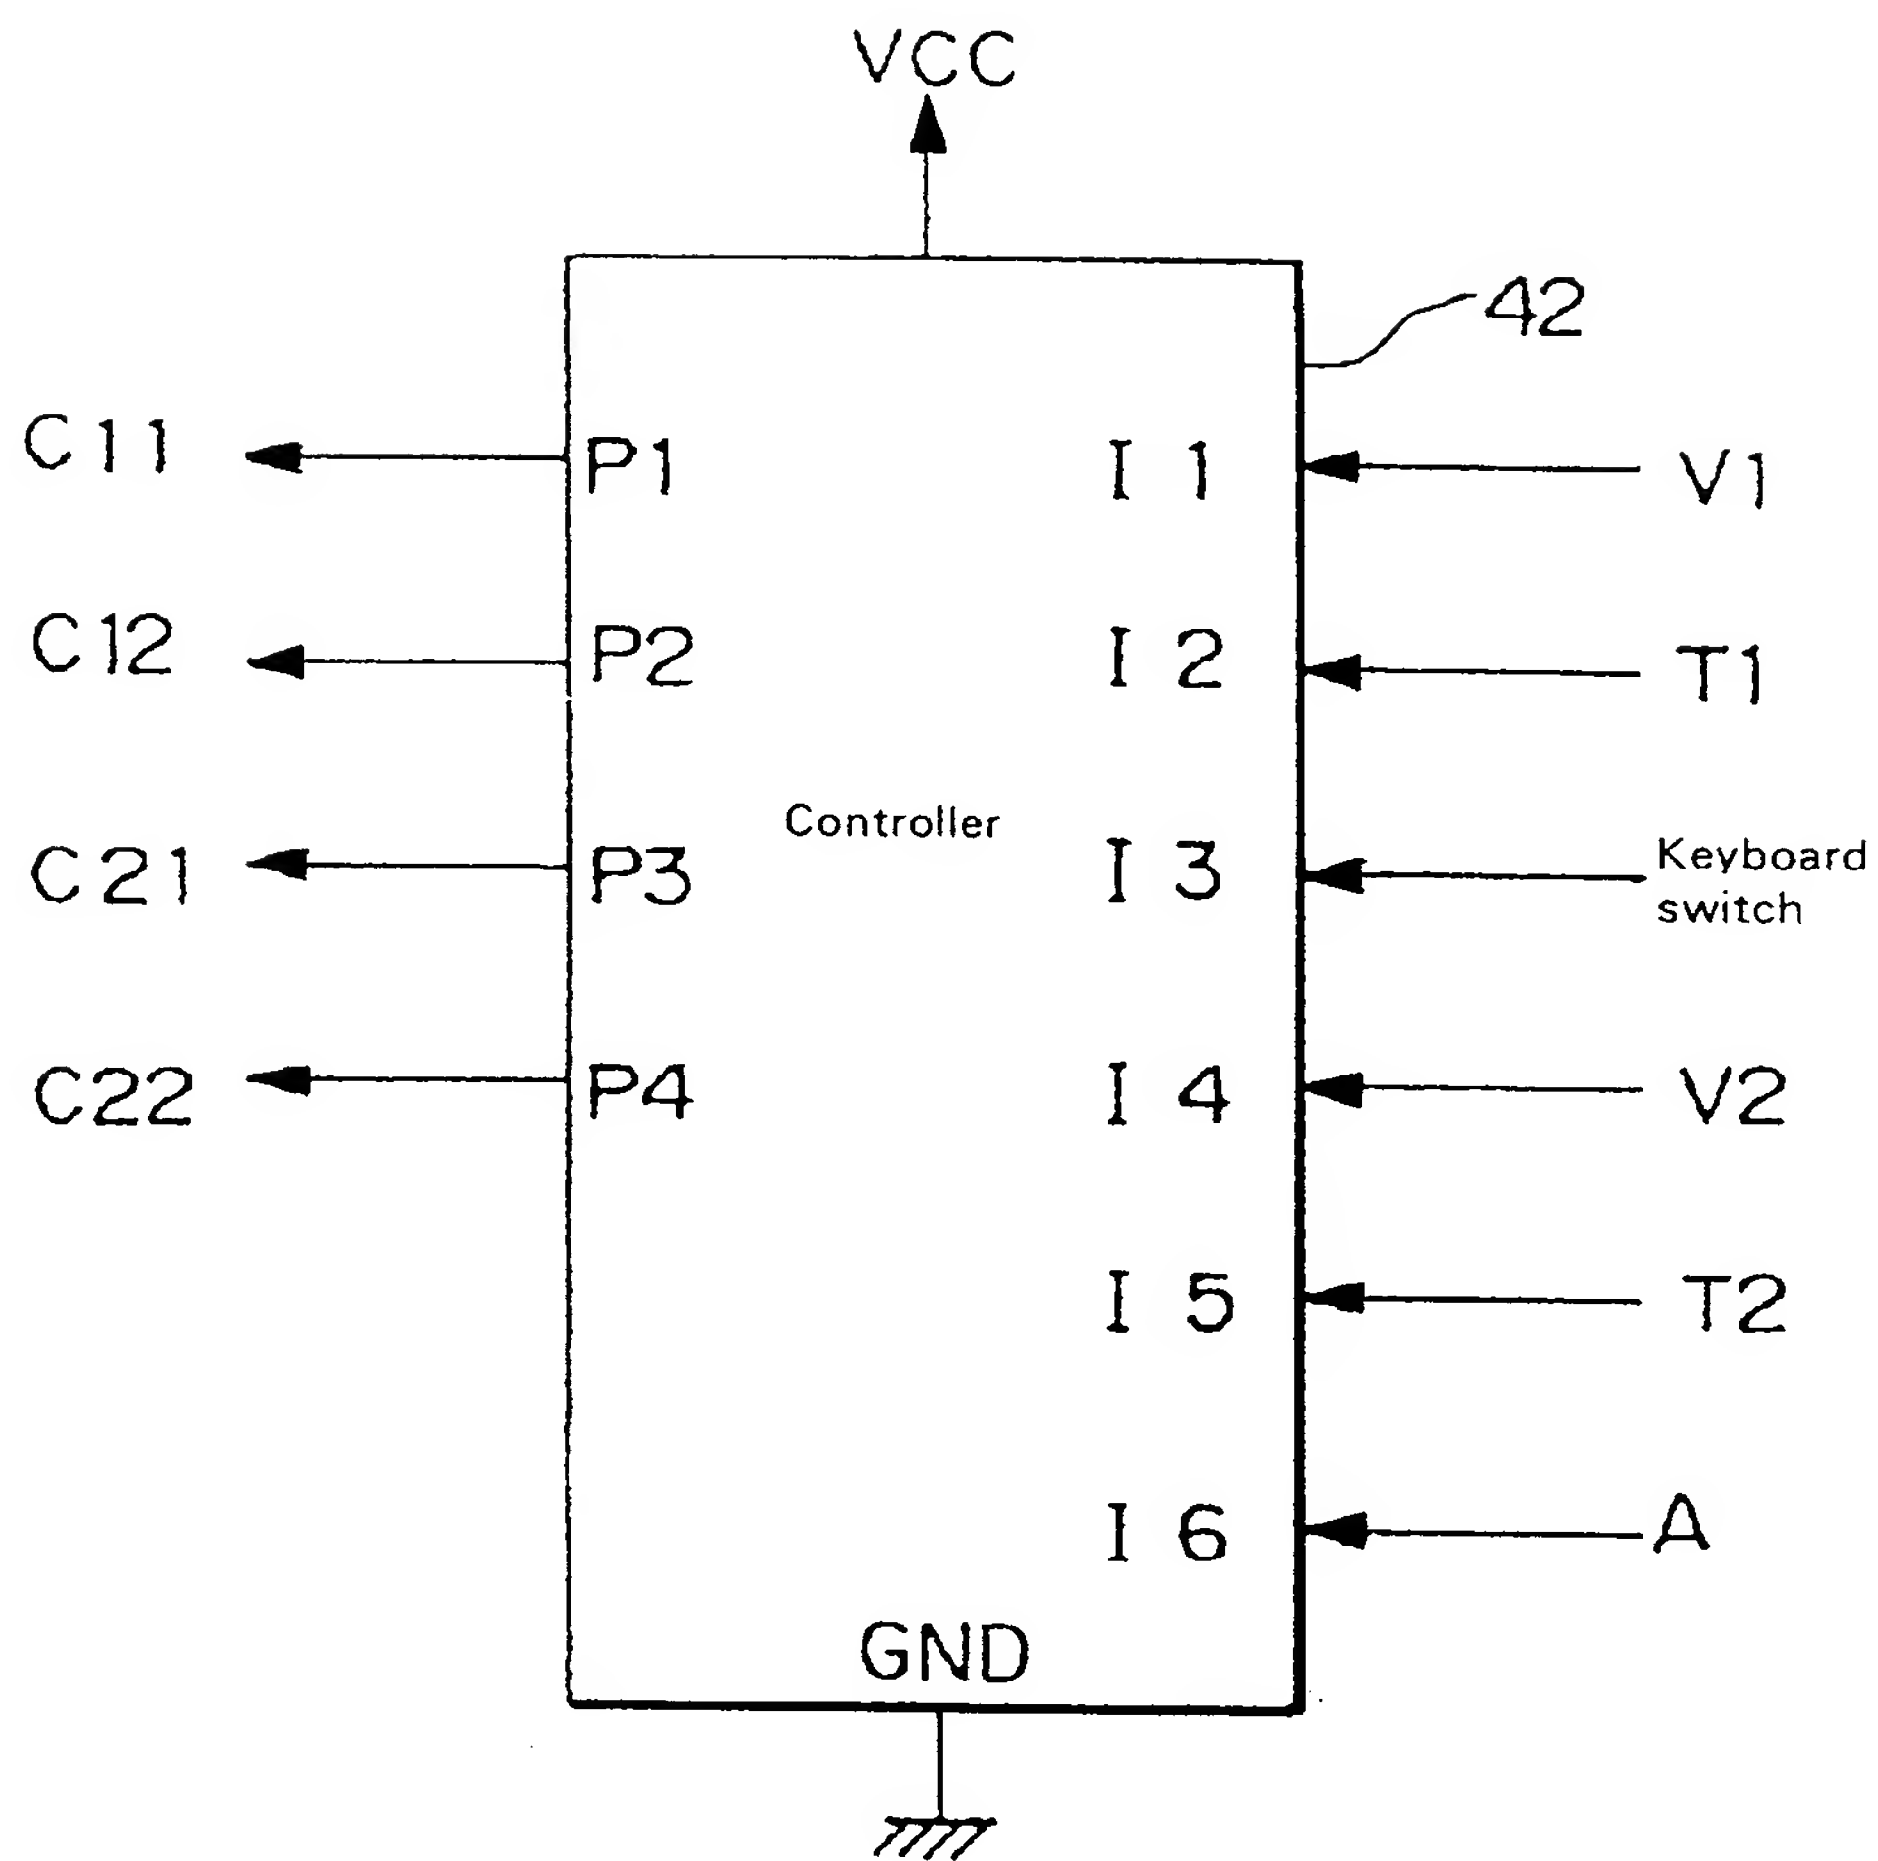 VCC
42
C11 P1 I 1 V1
C12 P2 I 2 T1
Controller
C21 P3 I 3 Keyboard
switch
C22 P4 I 4 V2
I 5 T2
I 6 A
GND